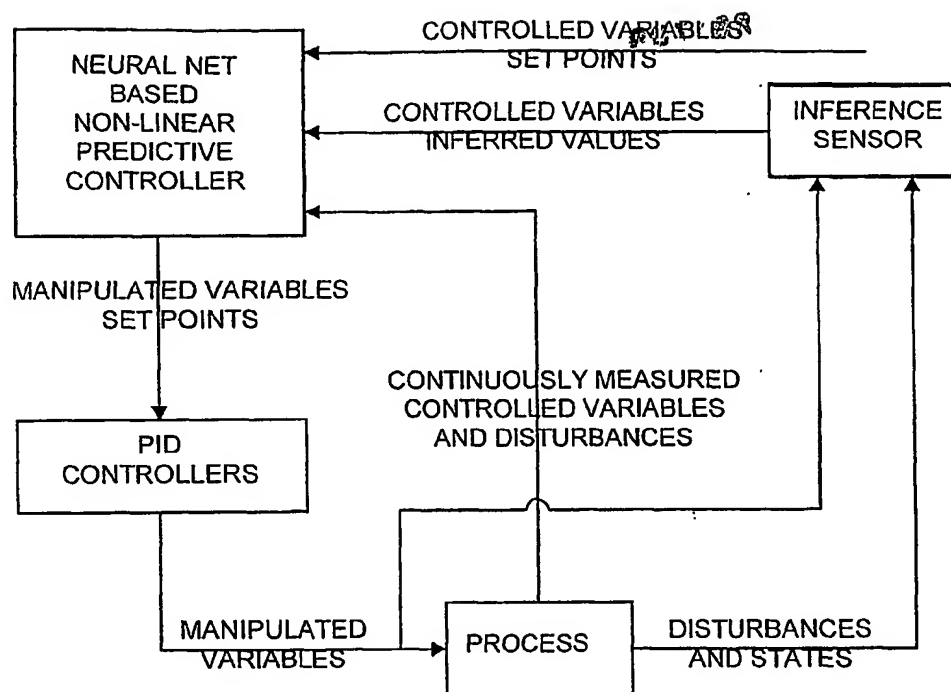 CONTROLLED VARIABLES
SET POINTS
NEURAL NET
BASED
NON-LINEAR
PREDICTIVE
CONTROLLER
CONTROLLED VARIABLES
INFERRED VALUES
INFERENCE
SENSOR
MANIPULATED VARIABLES
SET POINTS
CONTINUOUSLY MEASURED
CONTROLLED VARIABLES
AND DISTURBANCES
PID
CONTROLLERS
MANIPULATED
VARIABLES
PROCESS
DISTURBANCES
AND STATES